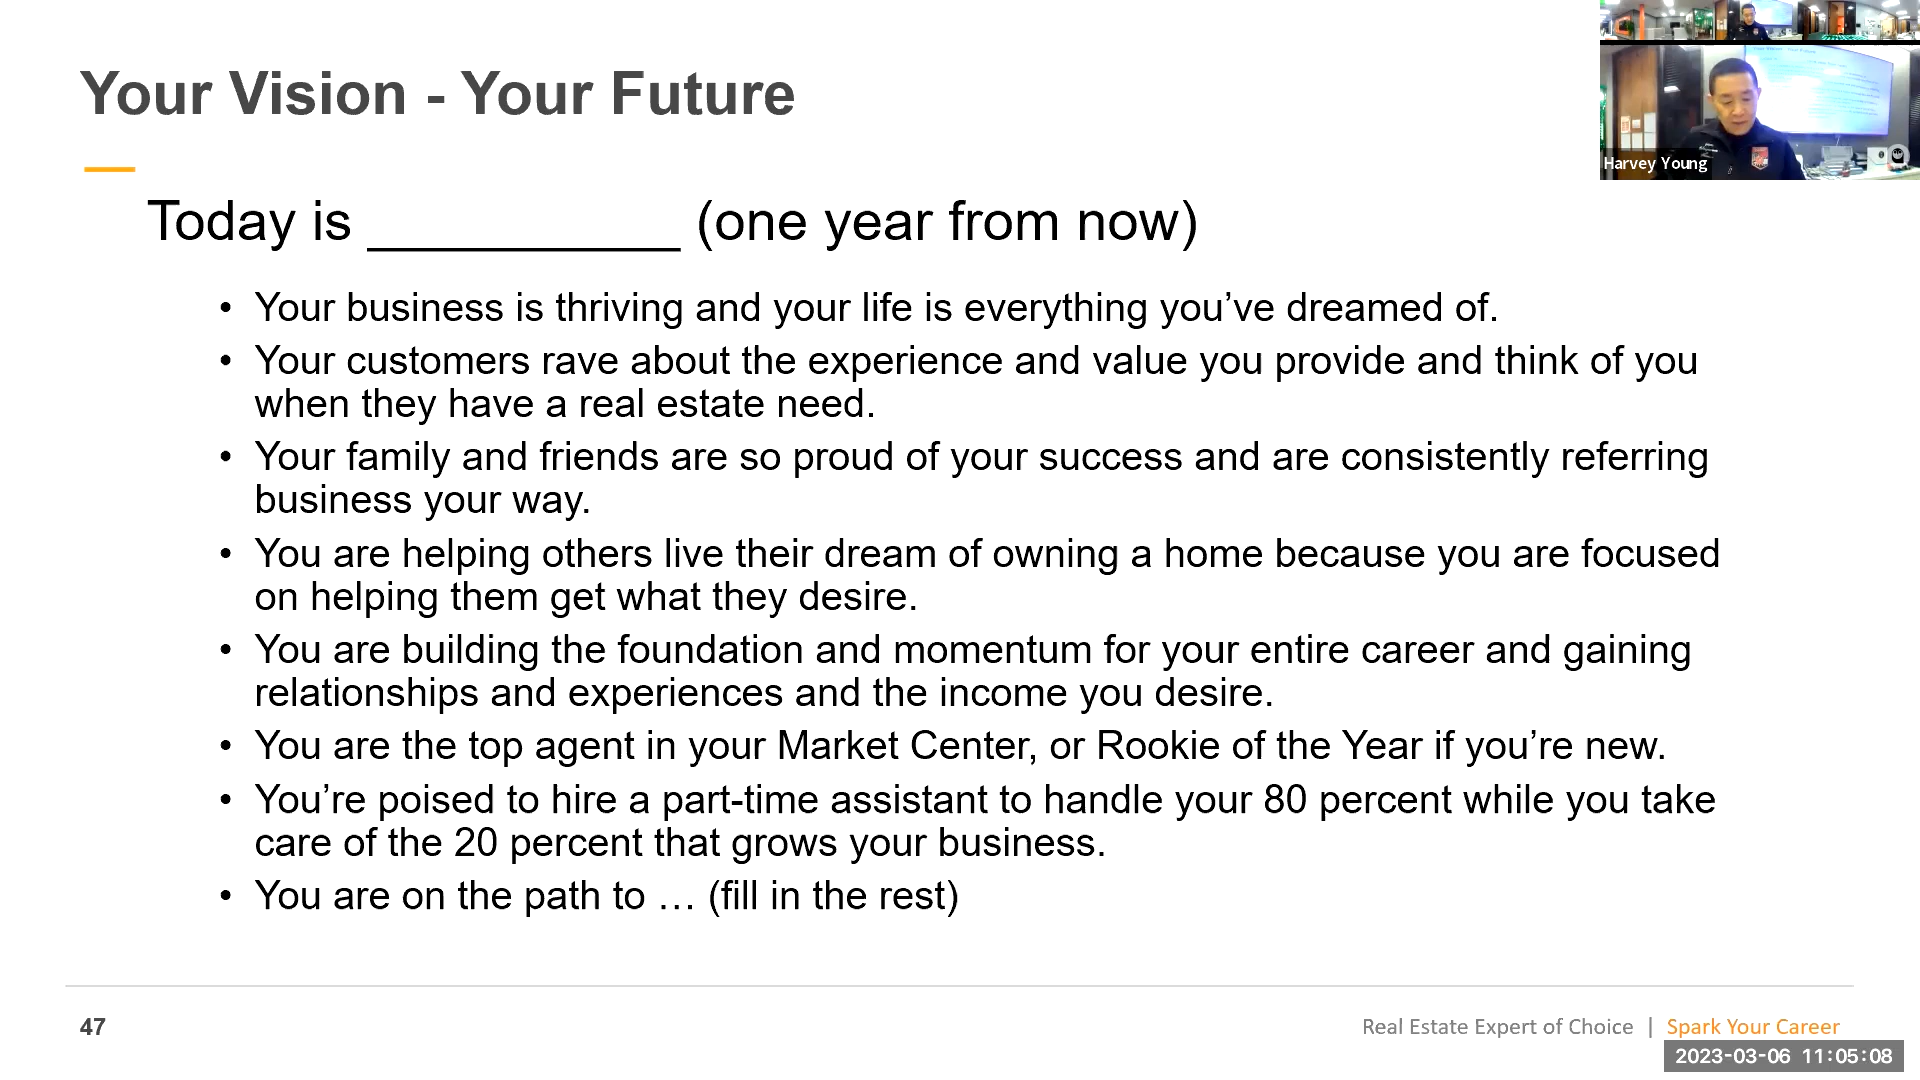 Your Vision - Your Future
Harvey Young
Today is __________ (one year from now)
• Your business is thriving and your life is everything you’ve dreamed of.
• Your customers rave about the experience and value you provide and think of you
when they have a real estate need.
• Your family and friends are so proud of your success and are consistently referring
business your way.
• You are helping others live their dream of owning a home because you are focused
on helping them get what they desire.
• You are building the foundation and momentum for your entire career and gaining
relationships and experiences and the income you desire.
• You are the top agent in your Market Center, or Rookie of the Year if you’re new.
• You’re poised to hire a part-time assistant to handle your 80 percent while you take
care of the 20 percent that grows your business.
• You are on the path to … (fill in the rest)
47
Real Estate Expert of Choice | Spark Your Career
2023-03-06 11:05:08